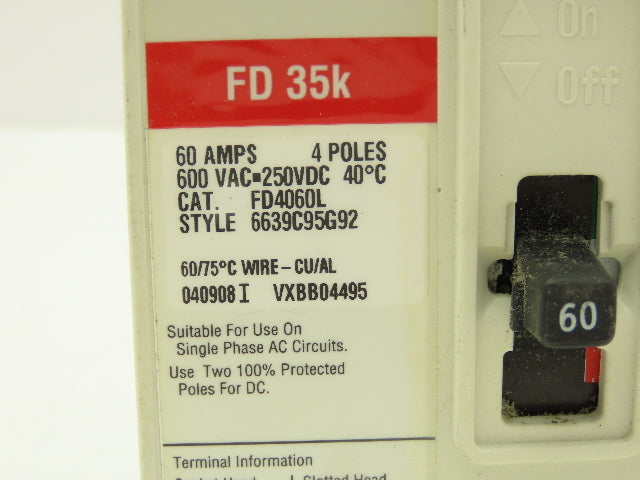 On
Off
FD 35k
60 AMPS 4 POLES
600 VAC▪250VDC 40°C
CAT. FD4060L
STYLE 6639C95G92
60/75°C WIRE – CU/AL
040908 I VXBB04495
Suitable For Use On
Single Phase AC Circuits.
Use Two 100% Protected
Poles For DC.
60
Terminal Information
Slotted Head